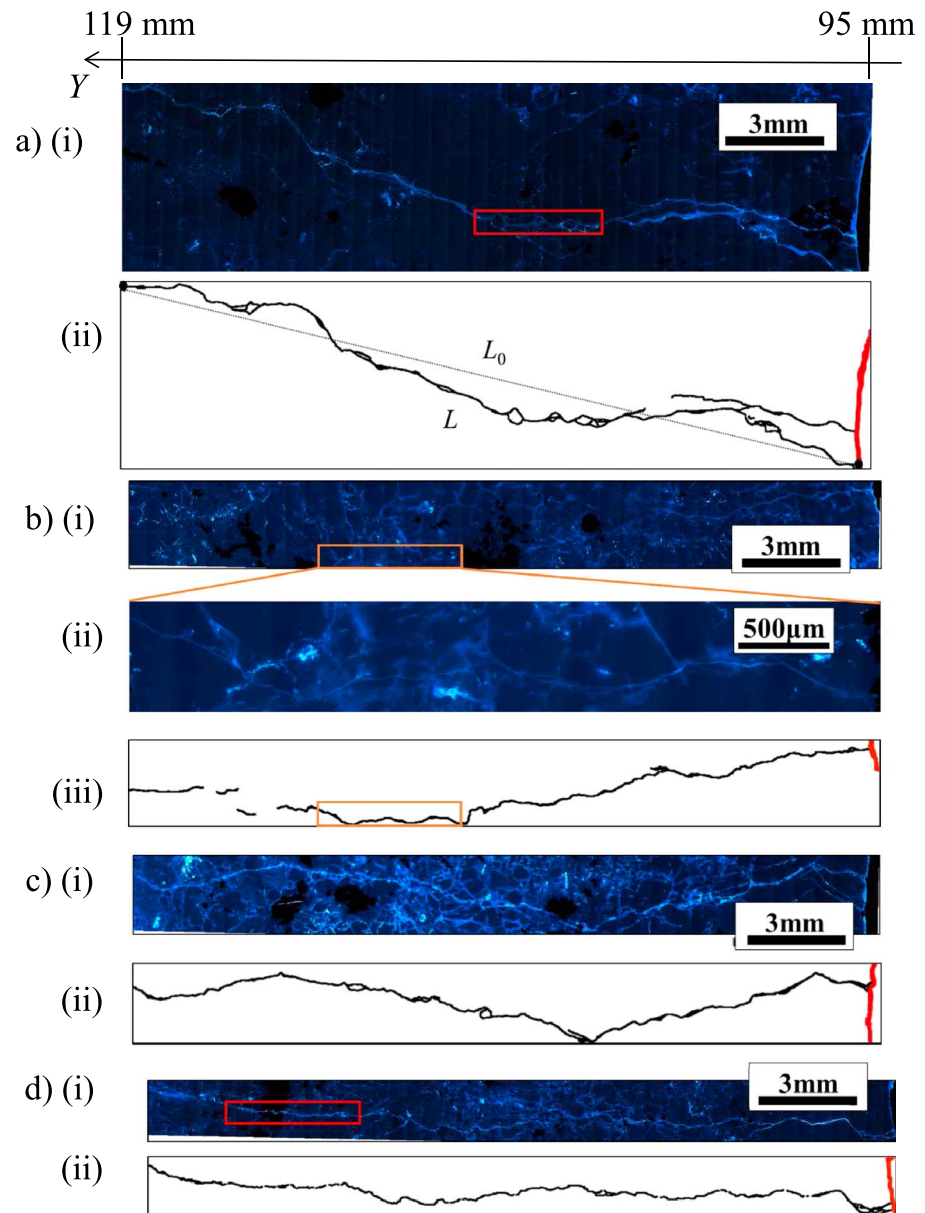 119 mm
95 mm
Y
a) (i)
3mm
(ii)
L₀
L
b) (i)
3mm
(ii)
500µm
(iii)
c) (i)
3mm
(ii)
d) (i)
3mm
(ii)